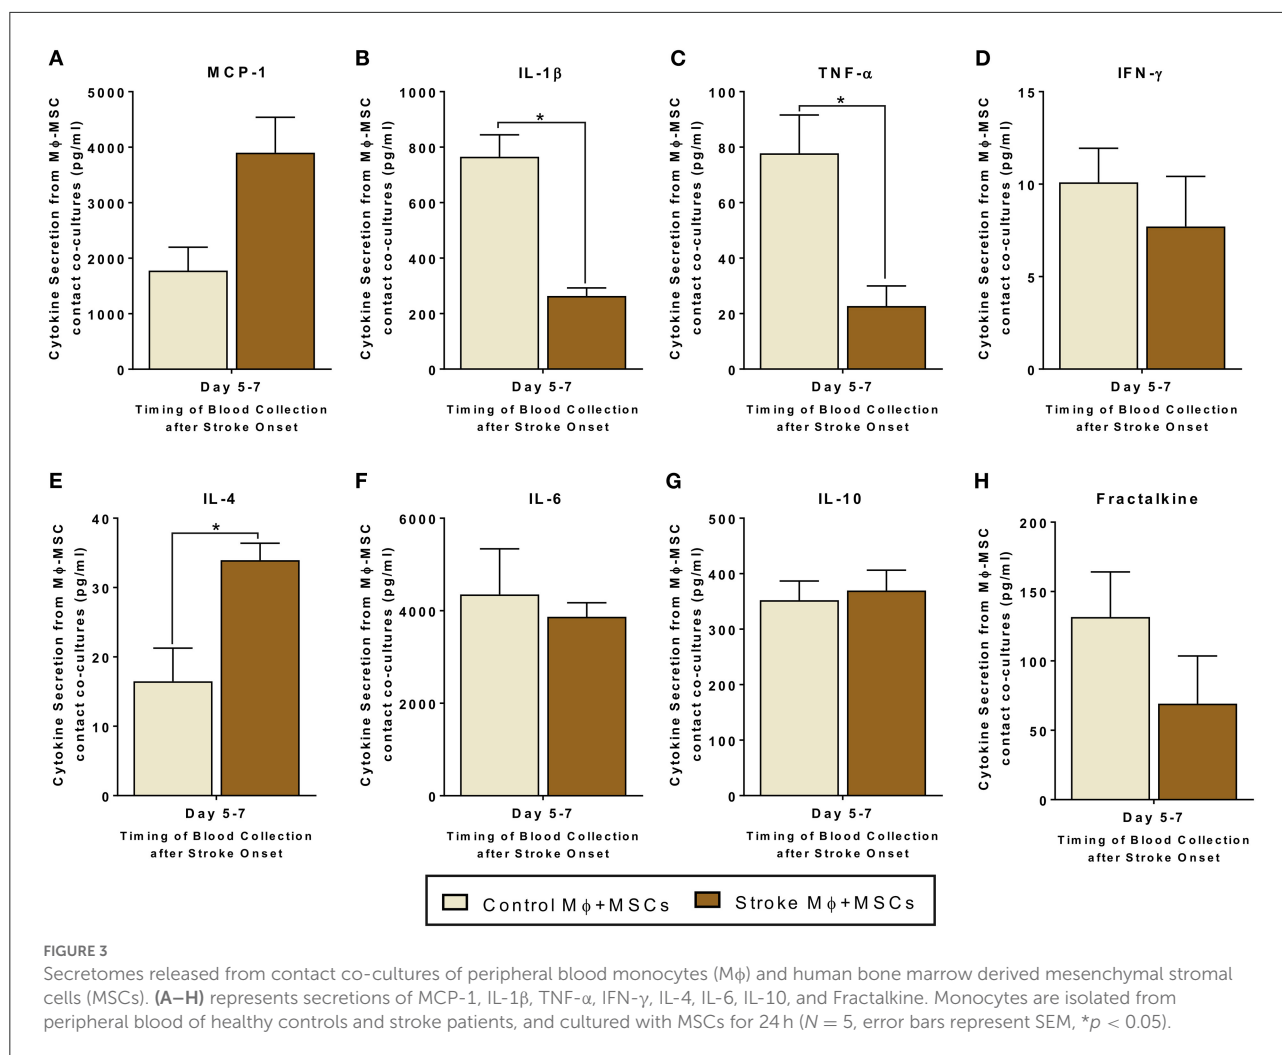 A
MCP-1
Cytokine Secretion from Mϕ-MSC
contact co-cultures (pg/ml)
5000
4000
3000
2000
1000
0
Day 5-7
Timing of Blood Collection
after Stroke Onset
B
IL-1β
Cytokine Secretion from Mϕ-MSC
contact co-cultures (pg/ml)
1000
800
600
400
200
0
*
Day 5-7
Timing of Blood Collection
after Stroke Onset
C
TNF-α
Cytokine Secretion from Mϕ-MSC
contact co-cultures (pg/ml)
100
80
60
40
20
0
*
Day 5-7
Timing of Blood Collection
after Stroke Onset
D
IFN-γ
Cytokine Secretion from Mϕ-MSC
contact co-cultures (pg/ml)
15
10
5
0
Day 5-7
Timing of Blood Collection
after Stroke Onset
E
IL-4
Cytokine Secretion from Mϕ-MSC
contact co-cultures (pg/ml)
40
30
20
10
0
*
Day 5-7
Timing of Blood Collection
after Stroke Onset
F
IL-6
Cytokine Secretion from Mϕ-MSC
contact co-cultures (pg/ml)
6000
4000
2000
0
Day 5-7
Timing of Blood Collection
after Stroke Onset
G
IL-10
Cytokine Secretion from Mϕ-MSC
contact co-cultures (pg/ml)
500
400
300
200
100
0
Day 5-7
Timing of Blood Collection
after Stroke Onset
H
Fractalkine
Cytokine Secretion from Mϕ-MSC
contact co-cultures (pg/ml)
200
150
100
50
0
Day 5-7
Timing of Blood Collection
after Stroke Onset
Control Mϕ+MSCs
Stroke Mϕ+MSCs
FIGURE 3
Secretomes released from contact co-cultures of peripheral blood monocytes (Mϕ) and human bone marrow derived mesenchymal stromal
cells (MSCs). (A–H) represents secretions of MCP-1, IL-1β, TNF-α, IFN-γ, IL-4, IL-6, IL-10, and Fractalkine. Monocytes are isolated from
peripheral blood of healthy controls and stroke patients, and cultured with MSCs for 24 h (N = 5, error bars represent SEM, *p < 0.05).